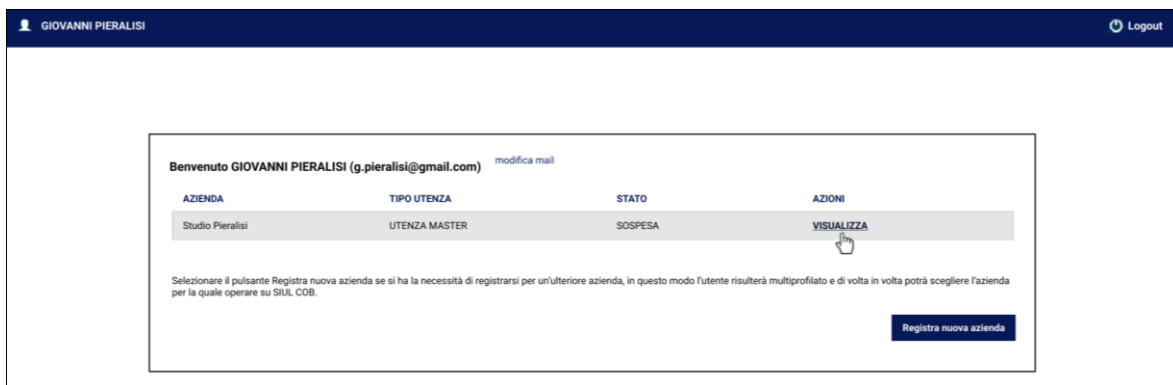 GIOVANNI PIERALISI
Logout
Benvenuto GIOVANNI PIERALISI (g.pieralisi@gmail.com) modifica mail
AZIENDA TIPO UTENZA STATO AZIONI
Studio Pieralisi UTENZA MASTER SOSPESA VISUALIZZA
Selezionare il pulsante Registra nuova azienda se si ha la necessità di registrarsi per un'ulteriore azienda, in questo modo l'utente risulterà multiprofilato e di volta in volta potrà scegliere l'azienda
per la quale operare su SIUL COB.
Registra nuova azienda